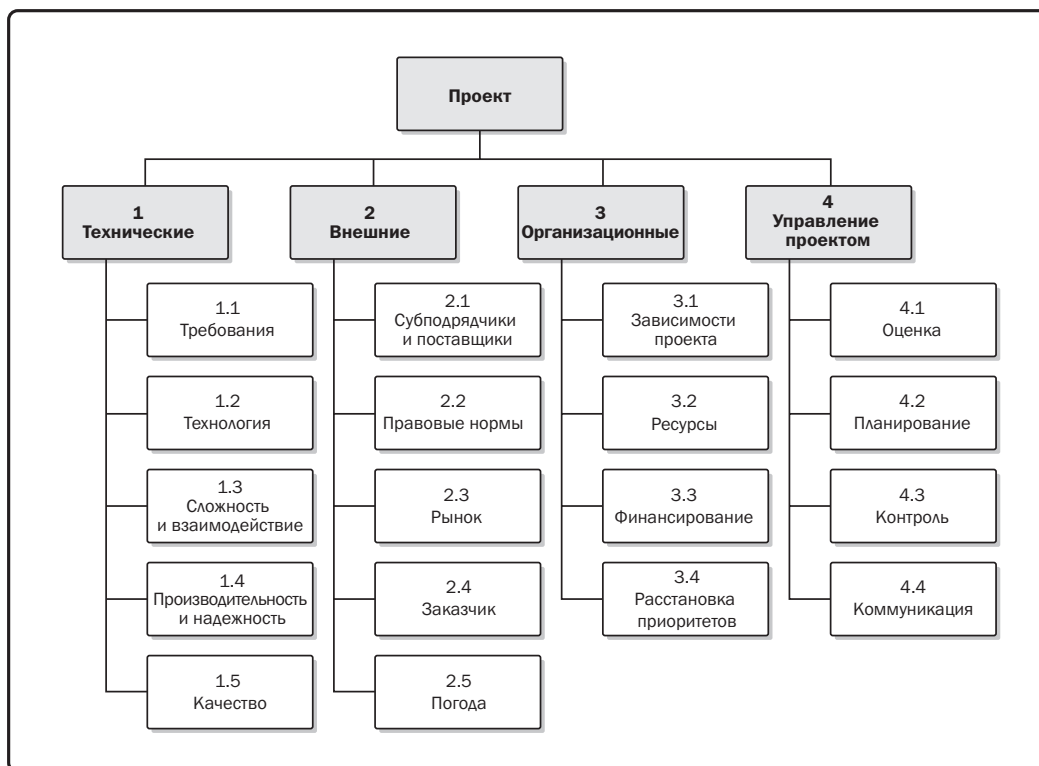 Проект
1
Технические
2
Внешние
3
Организационные
4
Управление
проектом
1.1
Требования
1.2
Технология
1.3
Сложность
и взаимодействие
1.4
Производительность
и надежность
1.5
Качество
2.1
Субподрядчики
и поставщики
2.2
Правовые нормы
2.3
Рынок
2.4
Заказчик
2.5
Погода
3.1
Зависимости
проекта
3.2
Ресурсы
3.3
Финансирование
3.4
Расстановка
приоритетов
4.1
Оценка
4.2
Планирование
4.3
Контроль
4.4
Коммуникация